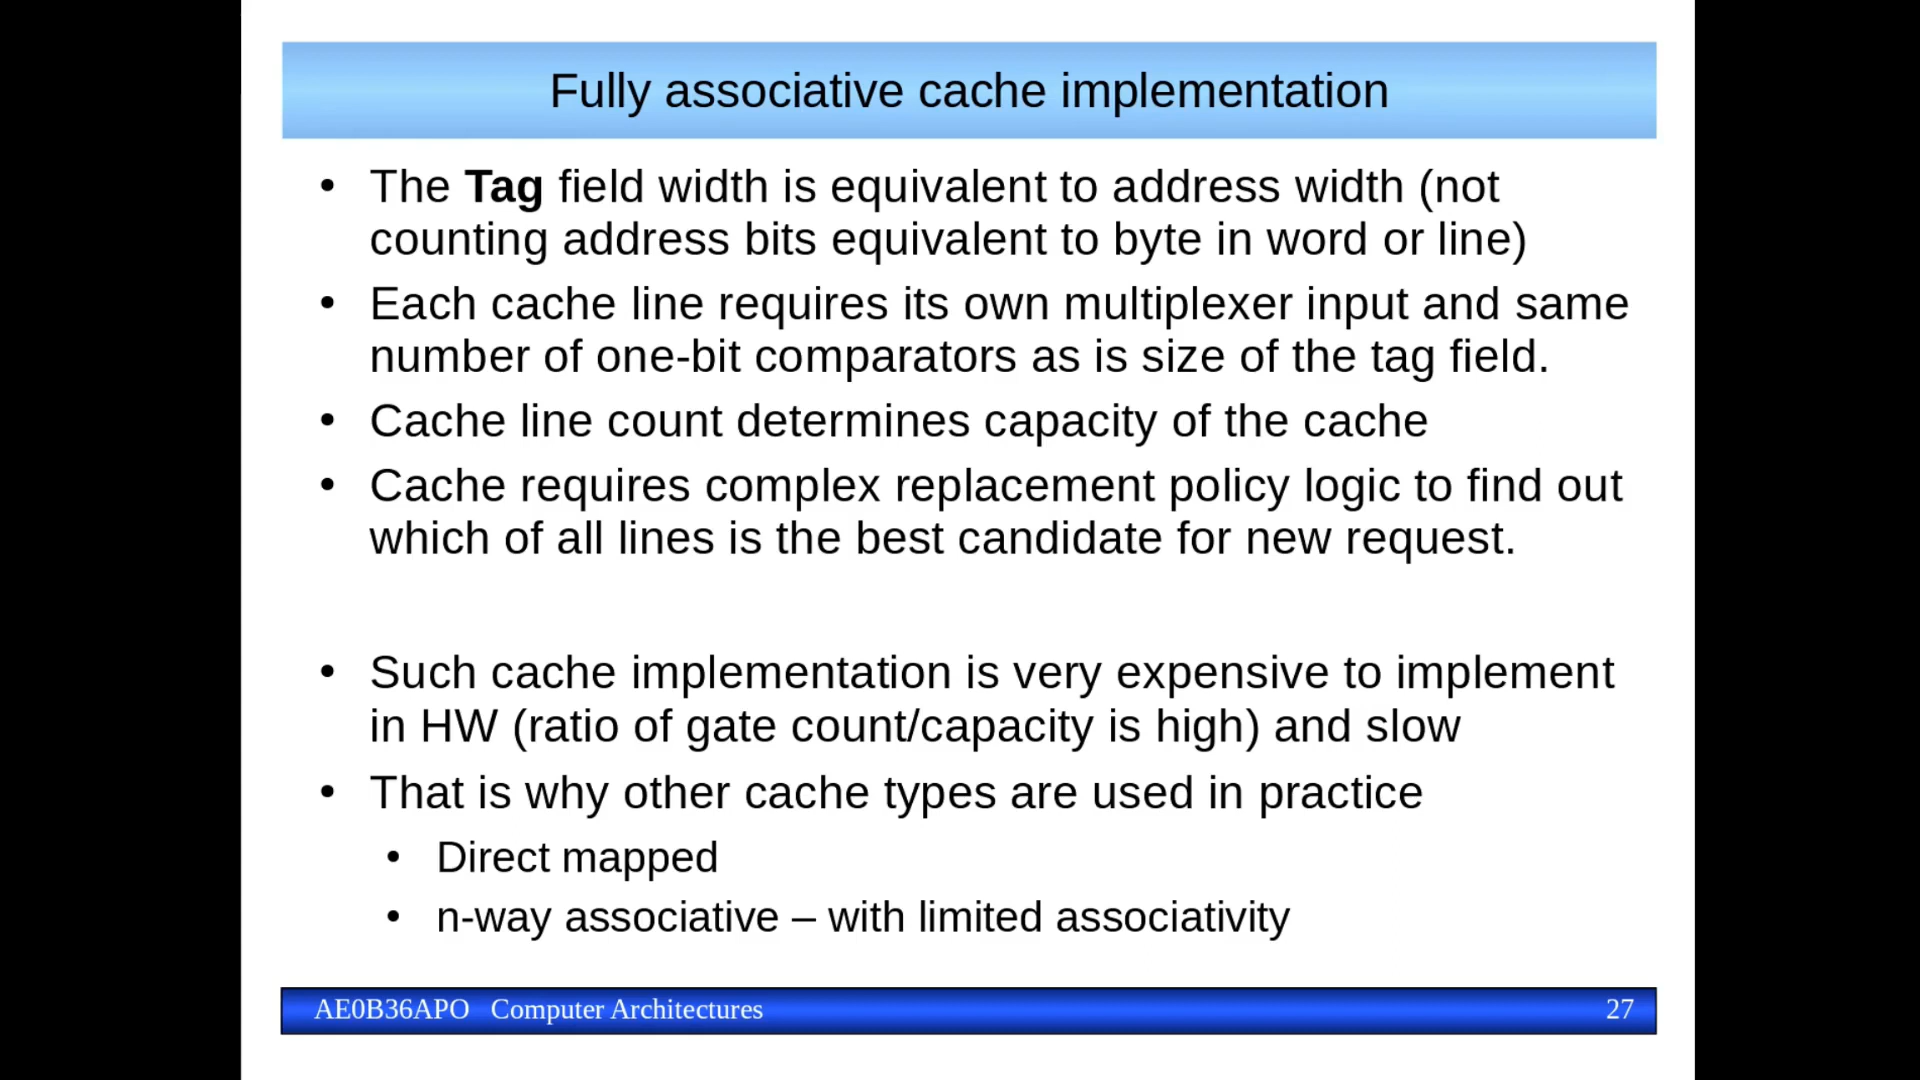 Fully associative cache implementation
• The Tag field width is equivalent to address width (not
counting address bits equivalent to byte in word or line)
• Each cache line requires its own multiplexer input and same
number of one-bit comparators as is size of the tag field.
• Cache line count determines capacity of the cache
• Cache requires complex replacement policy logic to find out
which of all lines is the best candidate for new request.
• Such cache implementation is very expensive to implement
in HW (ratio of gate count/capacity is high) and slow
• That is why other cache types are used in practice
• Direct mapped
• n-way associative – with limited associativity
AE0B36APO Computer Architectures 27